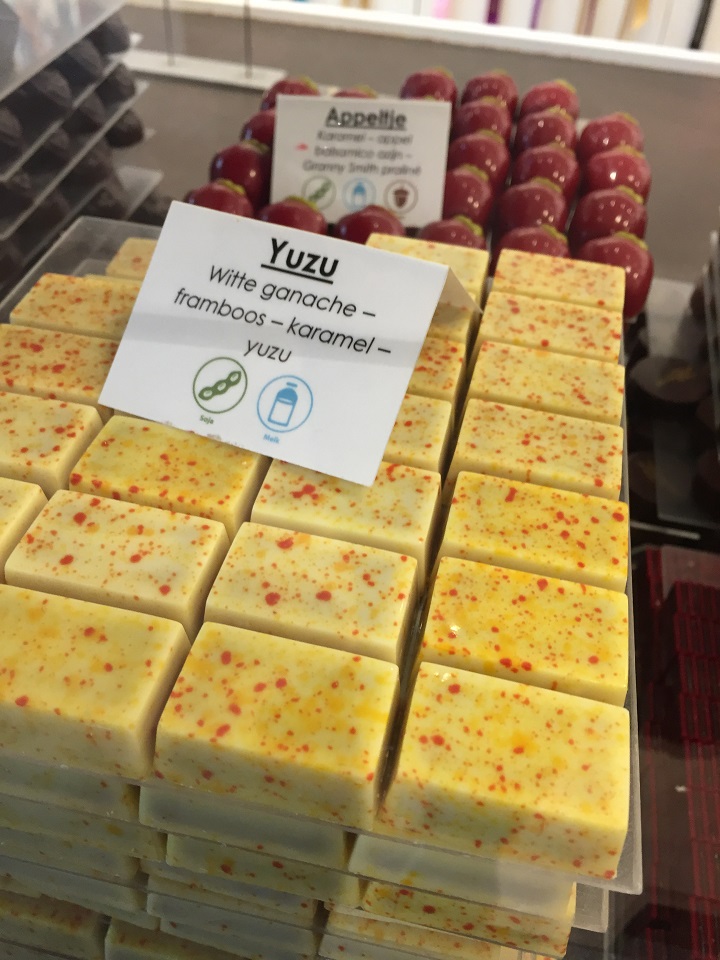 Appeltje
Karamel – appel
balsamico azijn –
Granny Smith praliné
Yuzu
Witte ganache –
framboos – karamel –
yuzu
Soja
Melk